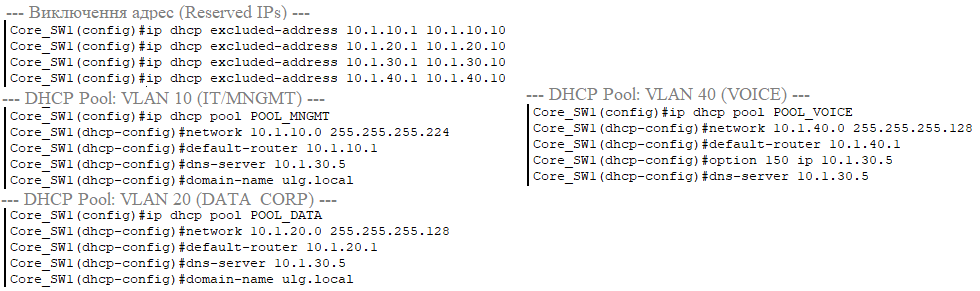 --- Виключення адрес (Reserved IPs) ---
Core_SW1(config)#ip dhcp excluded-address 10.1.10.1 10.1.10.10
Core_SW1(config)#ip dhcp excluded-address 10.1.20.1 10.1.20.10
Core_SW1(config)#ip dhcp excluded-address 10.1.30.1 10.1.30.10
Core_SW1(config)#ip dhcp excluded-address 10.1.40.1 10.1.40.10
--- DHCP Pool: VLAN 10 (IT/MNGMT) ---
Core_SW1(config)#ip dhcp pool POOL_MNGMT
Core_SW1(dhcp-config)#network 10.1.10.0 255.255.255.224
Core_SW1(dhcp-config)#default-router 10.1.10.1
Core_SW1(dhcp-config)#dns-server 10.1.30.5
Core_SW1(dhcp-config)#domain-name ulg.local
--- DHCP Pool: VLAN 20 (DATA_CORP) ---
Core_SW1(config)#ip dhcp pool POOL_DATA
Core_SW1(dhcp-config)#network 10.1.20.0 255.255.255.128
Core_SW1(dhcp-config)#default-router 10.1.20.1
Core_SW1(dhcp-config)#dns-server 10.1.30.5
Core_SW1(dhcp-config)#domain-name ulg.local
--- DHCP Pool: VLAN 40 (VOICE) ---
Core_SW1(config)#ip dhcp pool POOL_VOICE
Core_SW1(dhcp-config)#network 10.1.40.0 255.255.255.128
Core_SW1(dhcp-config)#default-router 10.1.40.1
Core_SW1(dhcp-config)#option 150 ip 10.1.30.5
Core_SW1(dhcp-config)#dns-server 10.1.30.5